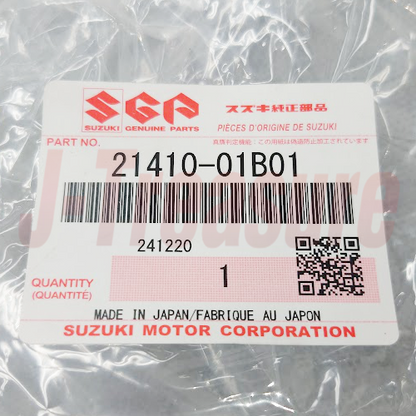 SGP スズキ純正部品
SUZUKI GENUINE PARTS PIÈCES D'ORIGINE DE SUZUKI
PART NO.
21410-01B01
241220
QUANTITY
(QUANTITÉ)
1
MADE IN JAPAN/FABRIQUE AU JAPON
SUZUKI MOTOR CORPORATION
J-Treasure